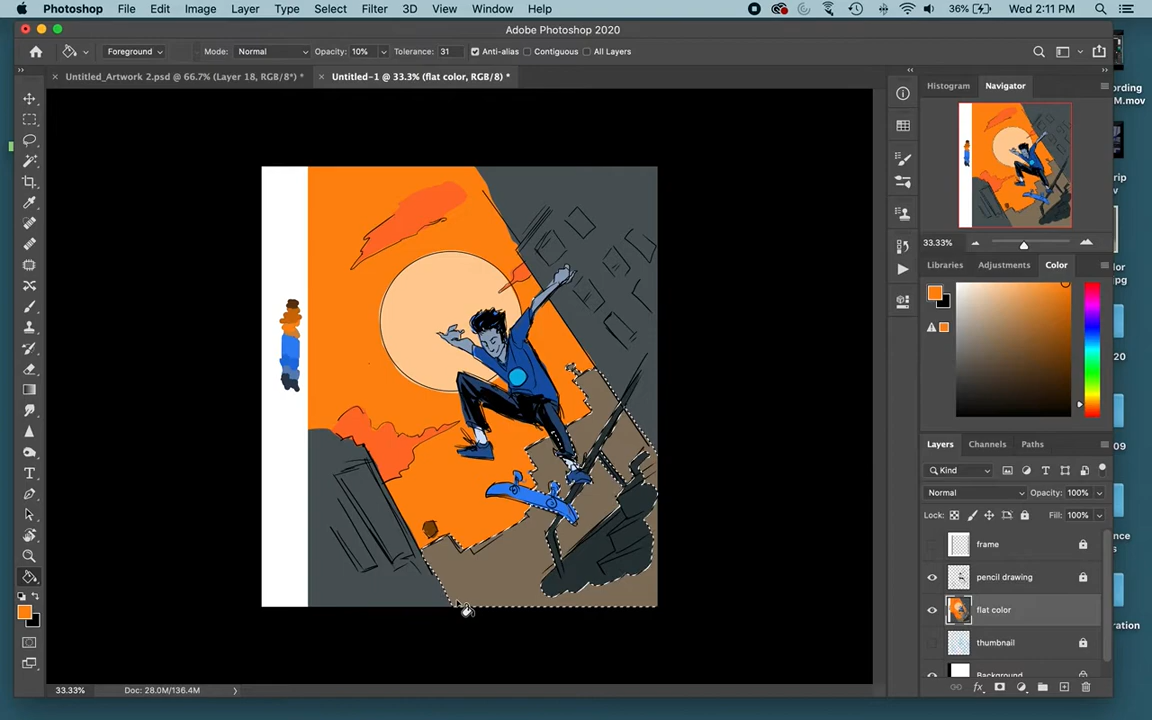 Photoshop File Edit Image Layer Type Select Filter 3D View Window Help 36% Wed 2:11 PM
Adobe Photoshop 2020
Foreground Mode: Normal Opacity: 10% Tolerance: 31 Anti-alias Contiguous All Layers
Untitled_Artwork 2.psd @ 66.7% (Layer 18, RGB/8*) * Untitled-1 @ 33.3% (flat color, RGB/8) *
Histogram Navigator
33.33%
Libraries Adjustments Color
Layers Channels Paths
Kind
Normal Opacity: 100%
Lock: Fill: 100%
frame
pencil drawing
flat color
thumbnail
Background
fx
33.33% Doc: 28.0M/136.4M